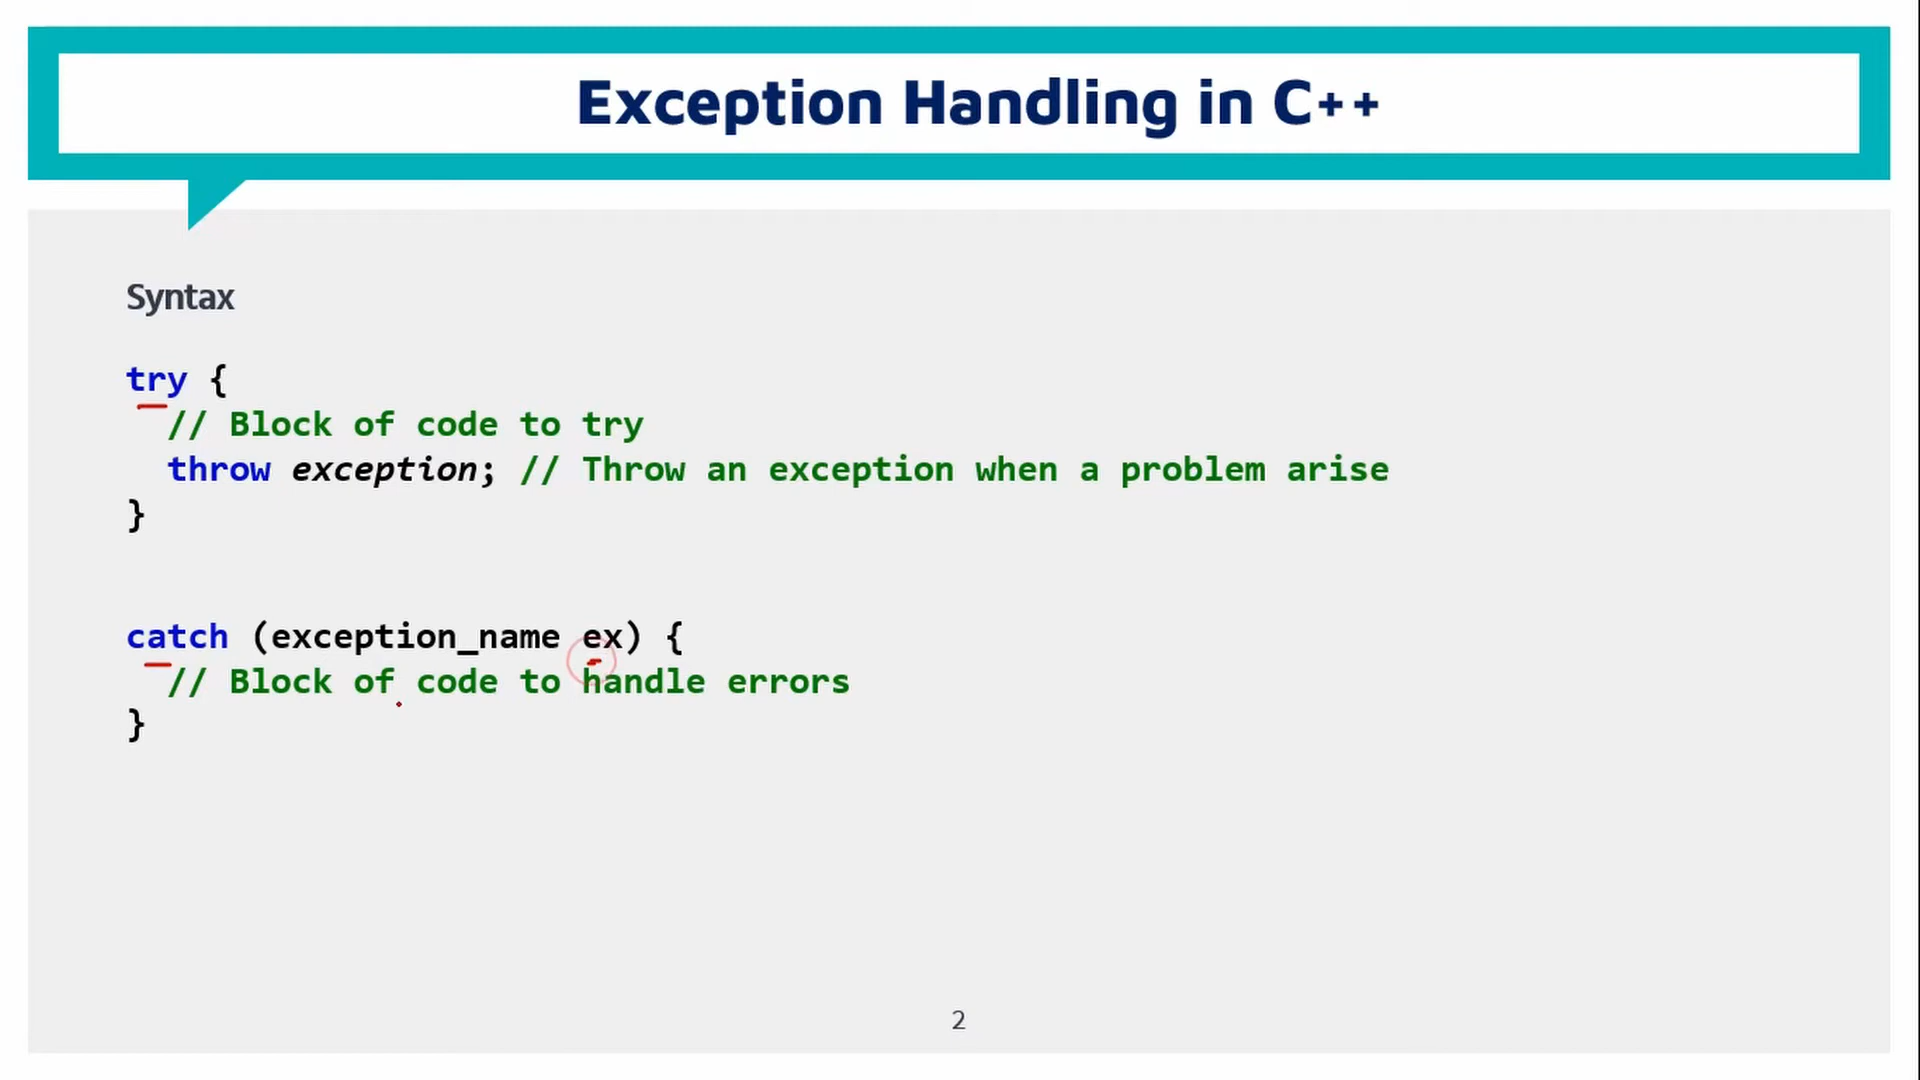 Exception Handling in C++
Syntax
try {
// Block of code to try
throw exception; // Throw an exception when a problem arise
}
catch (exception_name ex) {
// Block of code to handle errors
}
2